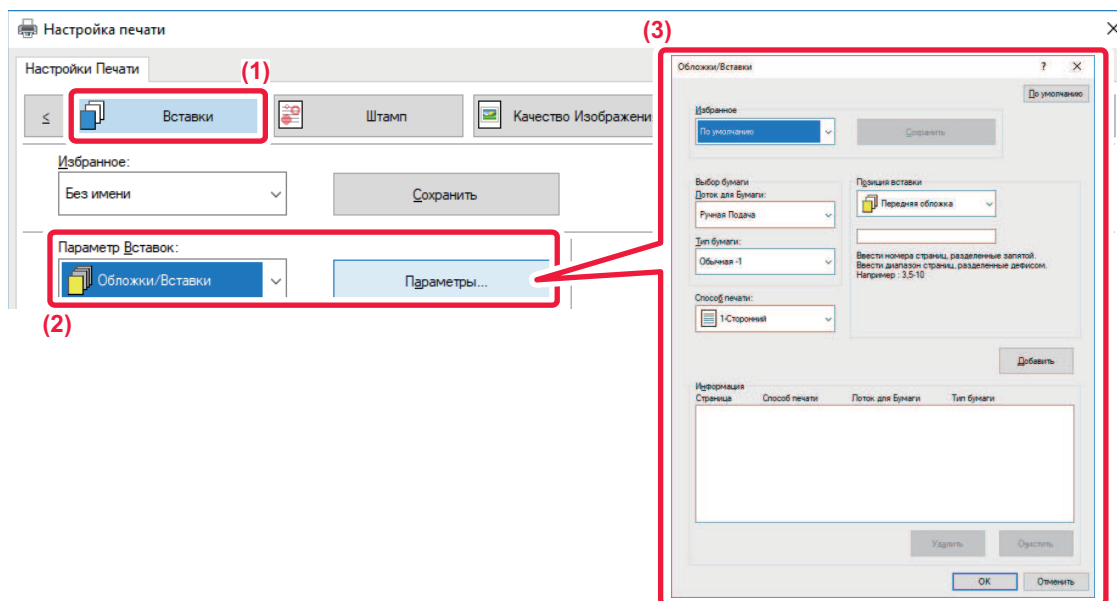 Настройка печати
Настройки Печати
(1)
≤
Вставки
Штамп
Качество Изображени
Избранное:
Без имени
Сохранить
Параметр Вставок:
Обложки/Вставки
Параметры...
(2)
(3)
Обложки/Вставки
?
По умолчанию
Избранное
По умолчанию
Сохранить
Выбор бумаги
Поток для Бумаги:
Ручная Подача
Тип бумаги:
Обычная -1
Способ печати:
1-Сторонний
Позиция вставки
Передняя обложка
Ввести номера страниц, разделенные запятой.
Ввести диапазон страниц, разделенные дефисом.
Например : 3,5-10
Добавить
Информация
Страница Способ печати Поток для Бумаги Тип бумаги
Удалить
Очистить
OK
Отменить